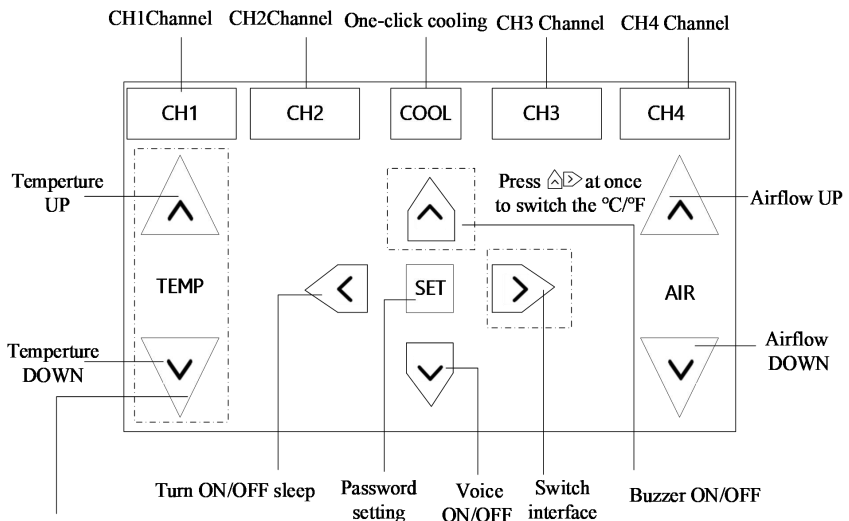 CH1Channel
CH2Channel
One-click cooling
CH3 Channel
CH4 Channel
CH1
CH2
COOL
CH3
CH4
Temperture
UP
Press at once
to switch the °C/°F
Airflow UP
TEMP
SET
AIR
Temperture
DOWN
Airflow
DOWN
Turn ON/OFF sleep
Password
setting
Voice
ON/OFF
Switch
interface
Buzzer ON/OFF